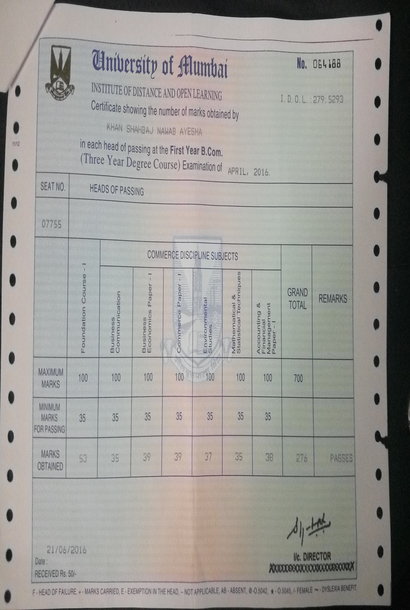 University of Mumbai
No. 064188
INSTITUTE OF DISTANCE AND OPEN LEARNING
I.D.O.L. 279.5293
Certificate showing the number of marks obtained by
KHAN SHAHBAJ NAWAB AYESHA
in each head of passing at the First Year B.Com.
(Three Year Degree Course) Examination of APRIL, 2016
SEAT NO. HEADS OF PASSING
07755
COMMERCE DISCIPLINE SUBJECTS
Foundation Course - I
Business Communication
Business Economics Paper - I
Commerce Paper - I
Environmental Studies
Mathematical & Statistical Techniques
Accounting & Financial Management Paper - I
GRAND TOTAL
REMARKS
MAXIMUM MARKS 100 100 100 100 100 100 100 700
MINIMUM MARKS FOR PASSING 35 35 35 35 35 35 35
MARKS OBTAINED 53 35 39 39 37 35 38 276 PASSES
21/06/2016
Date :
RECEIVED Rs. 50/-
I/c. DIRECTOR
F - HEAD OF FAILURE, + - MARKS CARRIED, E - EXEMPTION IN THE HEAD, -- NOT APPLICABLE, AB - ABSENT, @-O.5042, * - O.5045, /- FEMALE ~ - DYSLEXIA BENEFIT